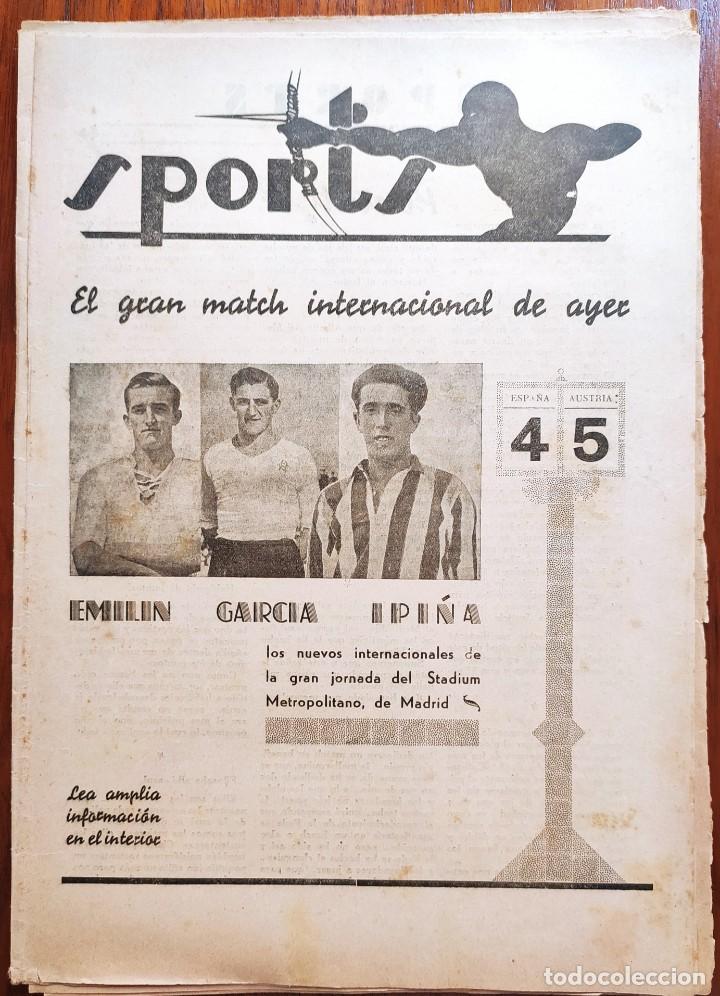 sports
El gran match internacional de ayer
ESPAÑA AUSTRIA
4 5
EMILIN GARCIA IPIÑA
los nuevos internacionales de
la gran jornada del Stadium
Metropolitano, de Madrid
Lea amplia
información
en el interior
todocoleccion